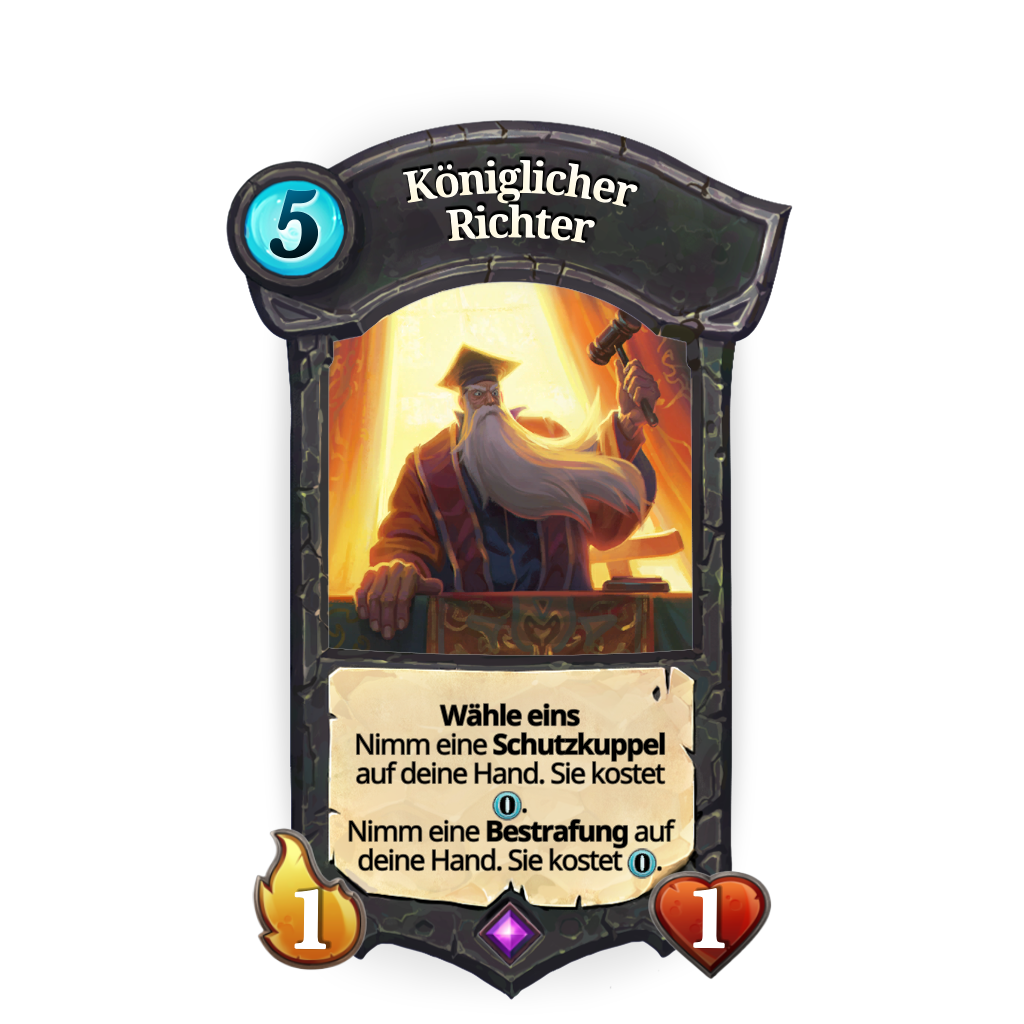 5
Königlicher
Richter
Wähle eins
Nimm eine Schutzkuppel
auf deine Hand. Sie kostet
0.
Nimm eine Bestrafung auf
deine Hand. Sie kostet 0.
1
1